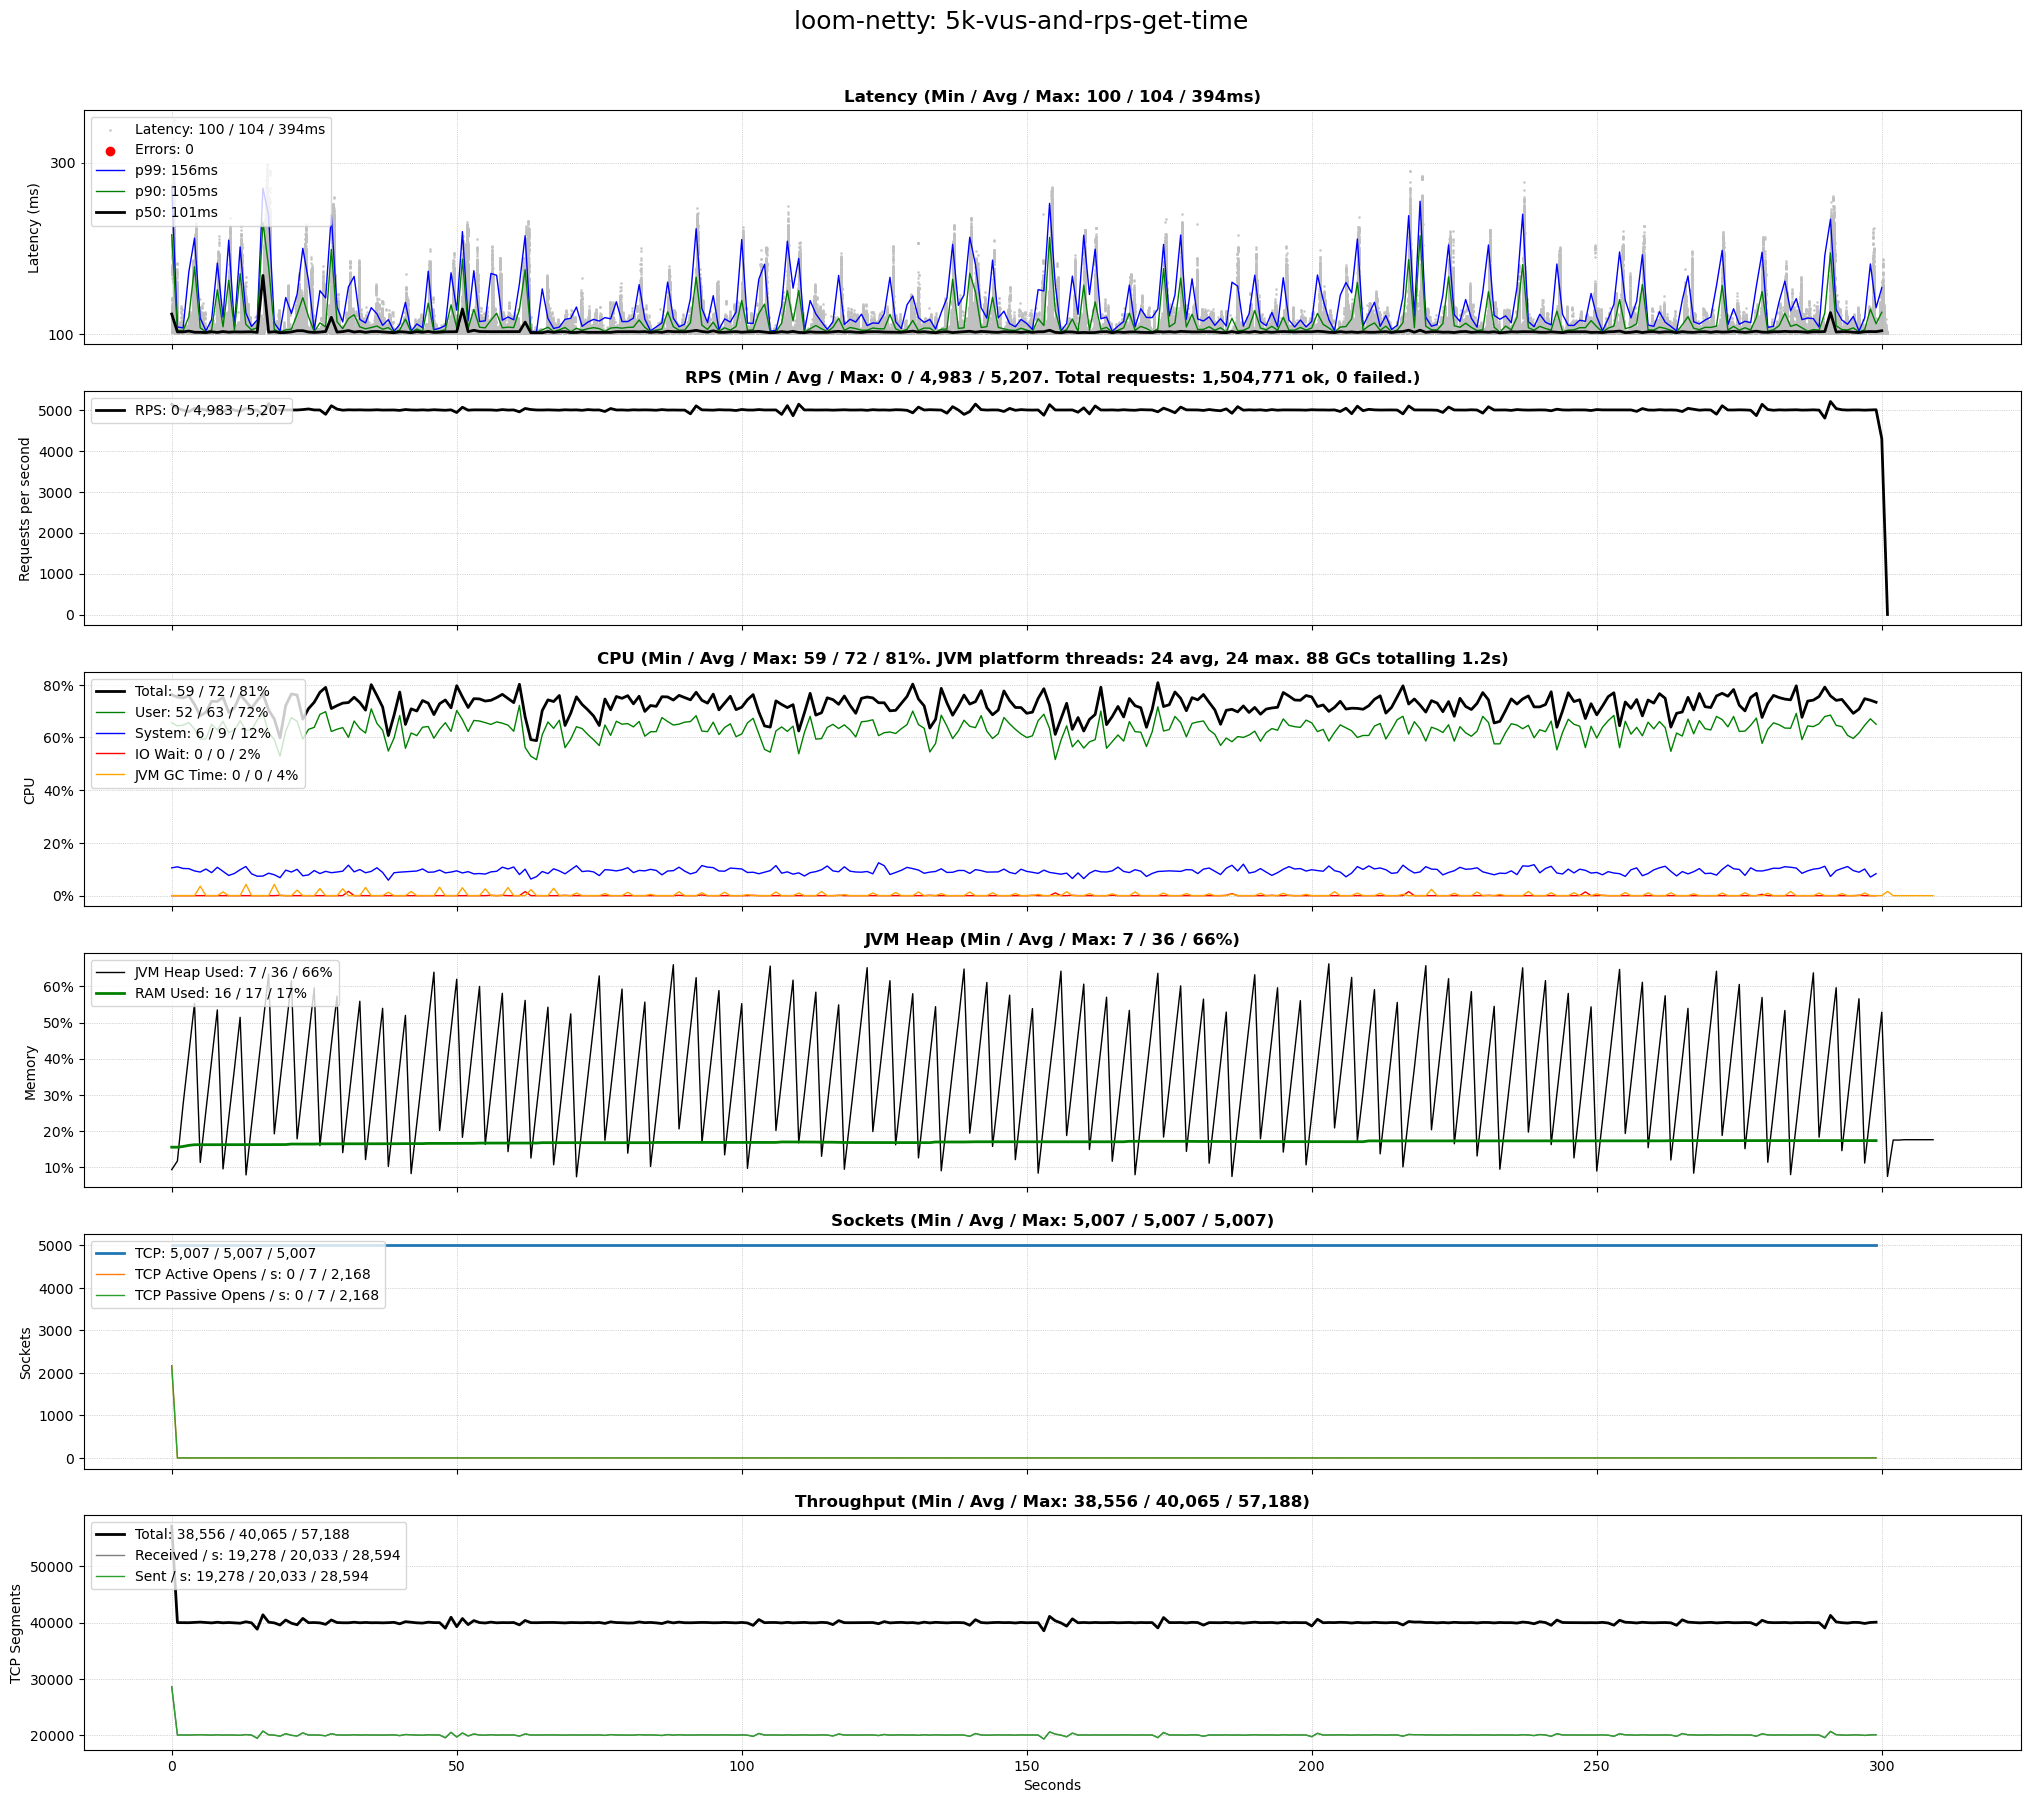 loom-netty: 5k-vus-and-rps-get-time
Latency (Min / Avg / Max: 100 / 104 / 394ms)
Latency: 100 / 104 / 394ms
Errors: 0
p99: 156ms
p90: 105ms
p50: 101ms
300
100
Latency (ms)
RPS (Min / Avg / Max: 0 / 4,983 / 5,207. Total requests: 1,504,771 ok, 0 failed.)
RPS: 0 / 4,983 / 5,207
5000
4000
3000
2000
1000
0
Requests per second
CPU (Min / Avg / Max: 59 / 72 / 81%. JVM platform threads: 24 avg, 24 max. 88 GCs totalling 1.2s)
Total: 59 / 72 / 81%
User: 52 / 63 / 72%
System: 6 / 9 / 12%
IO Wait: 0 / 0 / 2%
JVM GC Time: 0 / 0 / 4%
80%
60%
40%
20%
0%
CPU
JVM Heap (Min / Avg / Max: 7 / 36 / 66%)
JVM Heap Used: 7 / 36 / 66%
RAM Used: 16 / 17 / 17%
60%
50%
40%
30%
20%
10%
Memory
Sockets (Min / Avg / Max: 5,007 / 5,007 / 5,007)
TCP: 5,007 / 5,007 / 5,007
TCP Active Opens / s: 0 / 7 / 2,168
TCP Passive Opens / s: 0 / 7 / 2,168
5000
4000
3000
2000
1000
0
Sockets
Throughput (Min / Avg / Max: 38,556 / 40,065 / 57,188)
Total: 38,556 / 40,065 / 57,188
Received / s: 19,278 / 20,033 / 28,594
Sent / s: 19,278 / 20,033 / 28,594
50000
40000
30000
20000
TCP Segments
0 50 100 150 200 250 300
Seconds